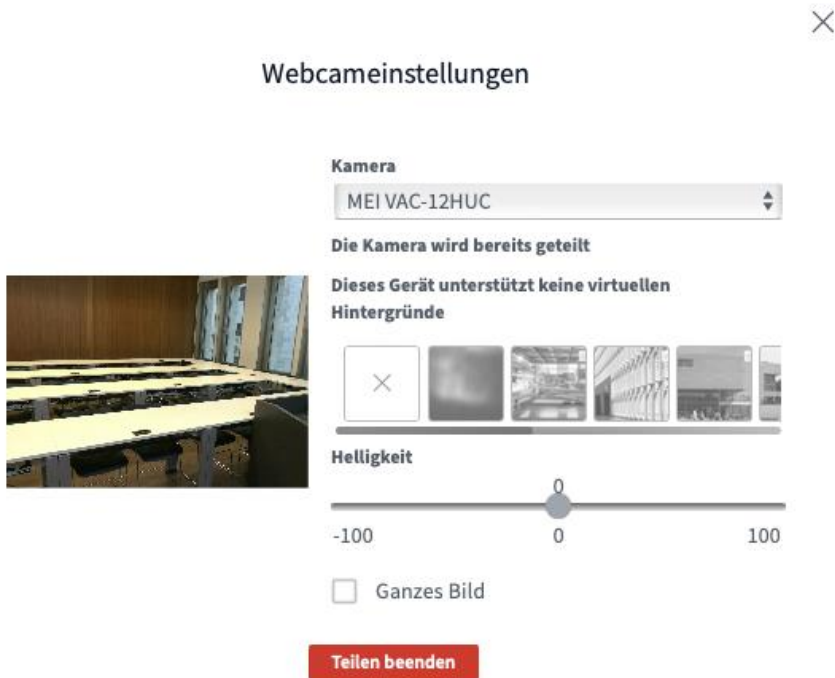 Webcameinstellungen
Kamera
MEI VAC-12HUC
Die Kamera wird bereits geteilt
Dieses Gerät unterstützt keine virtuellen
Hintergründe
Helligkeit
0
-100 0 100
Ganzes Bild
Teilen beenden